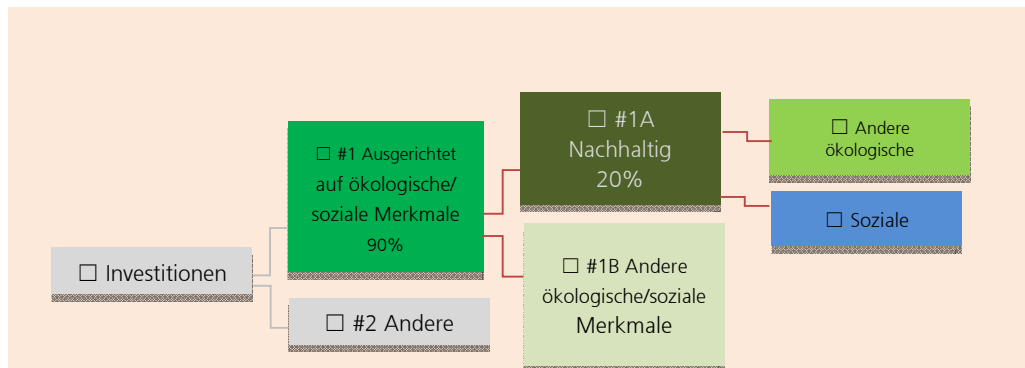 ☐ Investitionen
☐ #1 Ausgerichtet
auf ökologische/
soziale Merkmale
90%
☐ #2 Andere
☐ #1A
Nachhaltig
20%
☐ #1B Andere
ökologische/soziale
Merkmale
☐ Andere
ökologische
☐ Soziale